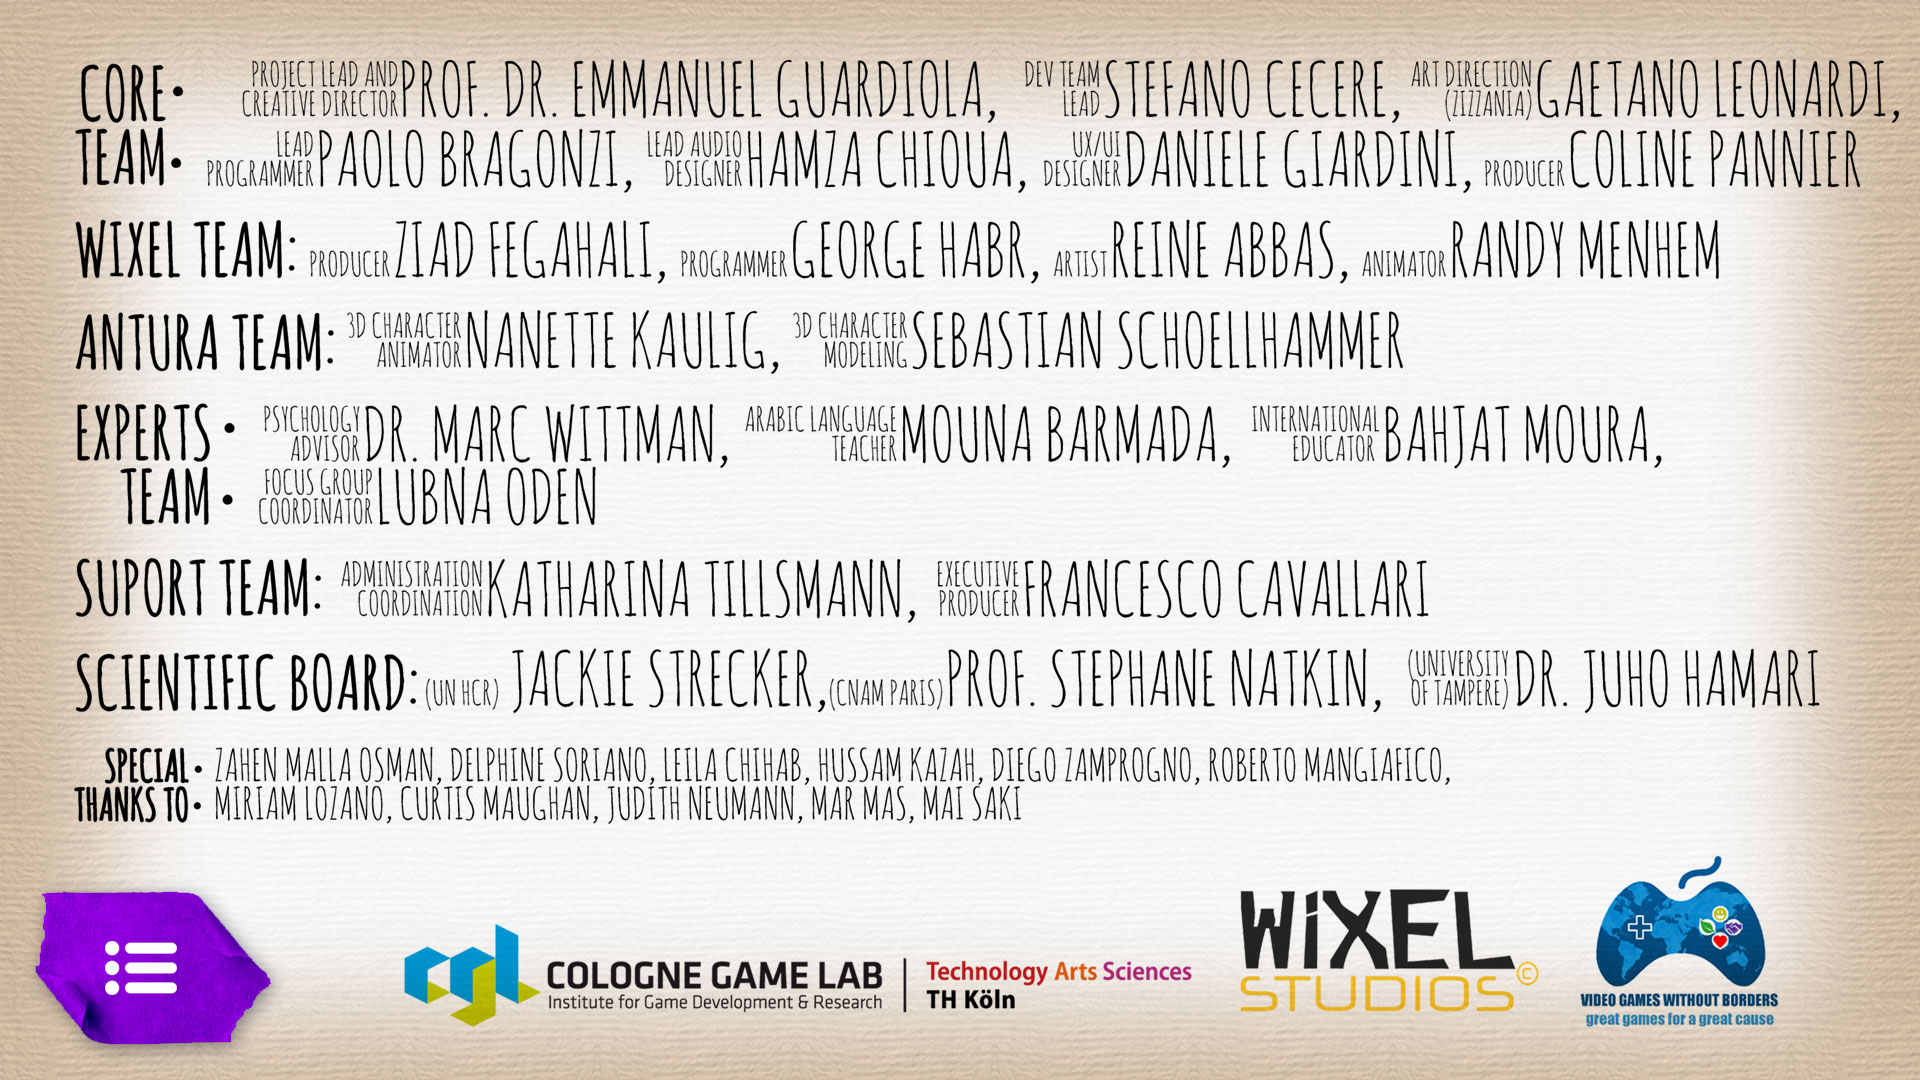 CORE • PROJECT LEAD AND CREATIVE DIRECTOR PROF. DR. EMMANUEL GUARDIOLA, DEV TEAM LEAD STEFANO CECERE, ART DIRECTION (ZIZZANIA) GAETANO LEONARDI,
TEAM • LEAD PROGRAMMER PAOLO BRAGONZI, LEAD AUDIO DESIGNER HAMZA CHIOUA, UX/UI DESIGNER DANIELE GIARDINI, PRODUCER COLINE PANNIER
WIXEL TEAM: PRODUCER ZIAD FEGAHALI, PROGRAMMER GEORGE HABR, ARTIST REINE ABBAS, ANIMATOR RANDY MENHEM
ANTURA TEAM: 3D CHARACTER ANIMATOR NANETTE KAULIG, 3D CHARACTER MODELING SEBASTIAN SCHOELLHAMMER
EXPERTS • PSYCHOLOGY ADVISOR DR. MARC WITTMAN, ARABIC LANGUAGE TEACHER MOUNA BARMADA, INTERNATIONAL EDUCATOR BAHJAT MOURA,
TEAM • FOCUS GROUP COORDINATOR LUBNA ODEN
SUPORT TEAM: ADMINISTRATION COORDINATION KATHARINA TILLSMANN, EXECUTIVE PRODUCER FRANCESCO CAVALLARI
SCIENTIFIC BOARD: (UN HCR) JACKIE STRECKER, (CNAM PARIS) PROF. STEPHANE NATKIN, (UNIVERSITY OF TAMPERE) DR. JUHO HAMARI
SPECIAL • ZAHEN MALLA OSMAN, DELPHINE SORIANO, LEILA CHIHAB, HUSSAM KAZAH, DIEGO ZAMPROGNO, ROBERTO MANGIAFICO,
THANKS TO • MIRIAM LOZANO, CURTIS MAUGHAN, JUDITH NEUMANN, MAR MAS, MAI SAKI
cgl COLOGNE GAME LAB
Institute for Game Development & Research
Technology Arts Sciences
TH Köln
WiXEL
STUDIOS ©
VIDEO GAMES WITHOUT BORDERS
great games for a great cause